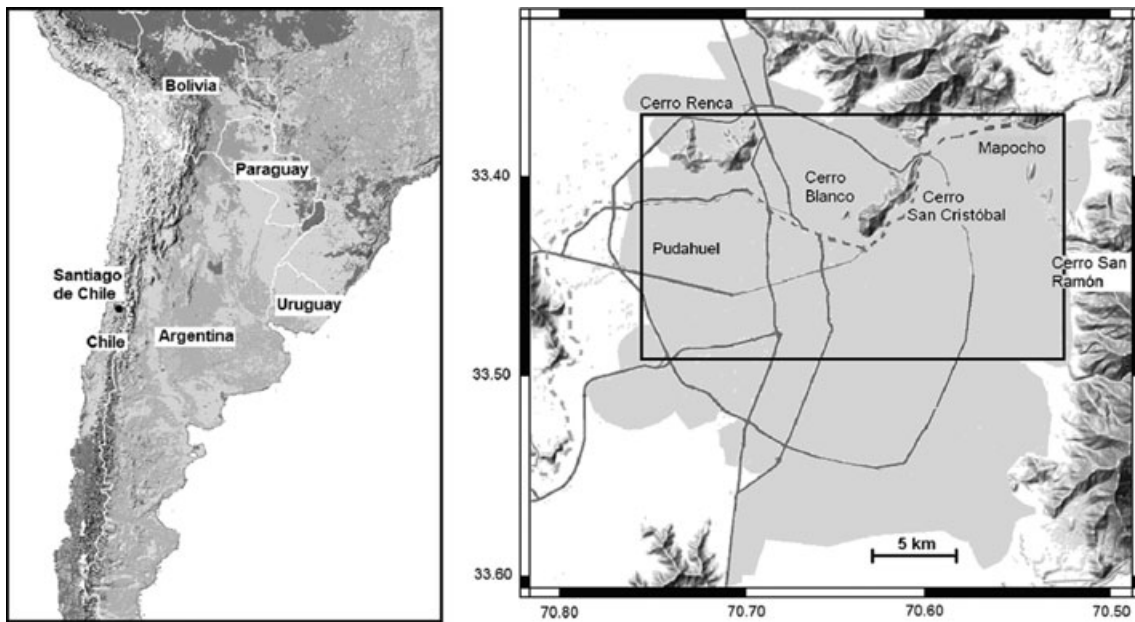 Bolivia
Paraguay
Santiago
de Chile
Uruguay
Chile
Argentina
Cerro Renca
Mapocho
33.40
Cerro
Blanco
Cerro
San Cristóbal
Pudahuel
Cerro San
Ramón
33.50
5 km
33.60
70.80
70.70
70.60
70.50